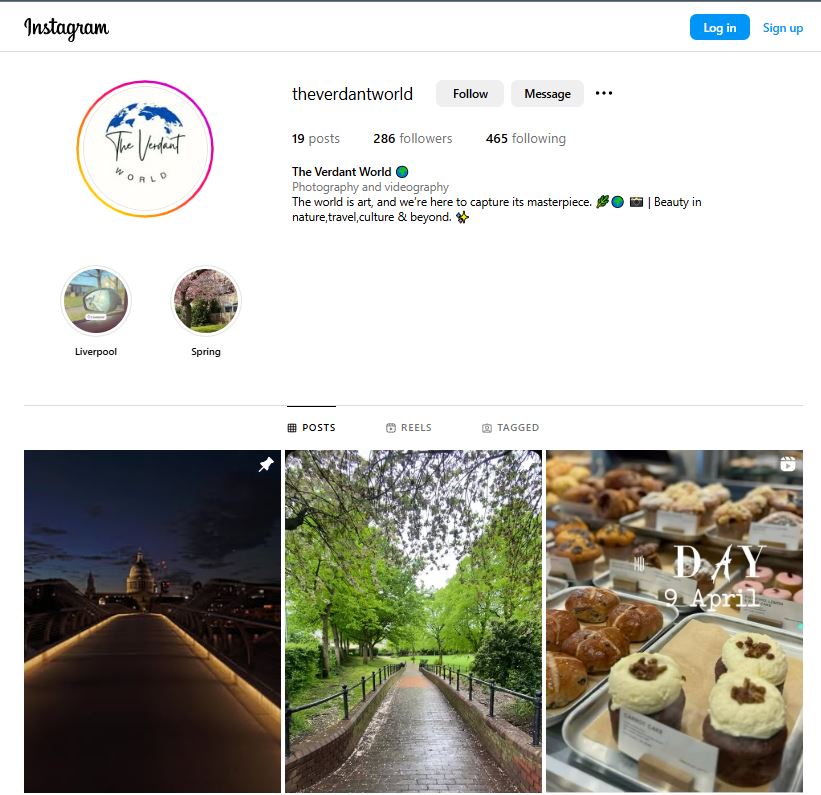 Instagram
Log in
Sign up
The Verdant
WORLD
theverdantworld
Follow
Message
19 posts
286 followers
465 following
The Verdant World 🌍
Photography and videography
The world is art, and we're here to capture its masterpiece. 🌿🌍 📸 | Beauty in
nature,travel,culture & beyond. ✨
Liverpool
Spring
POSTS
REELS
TAGGED
DAY
9 April
CARROT CAKE